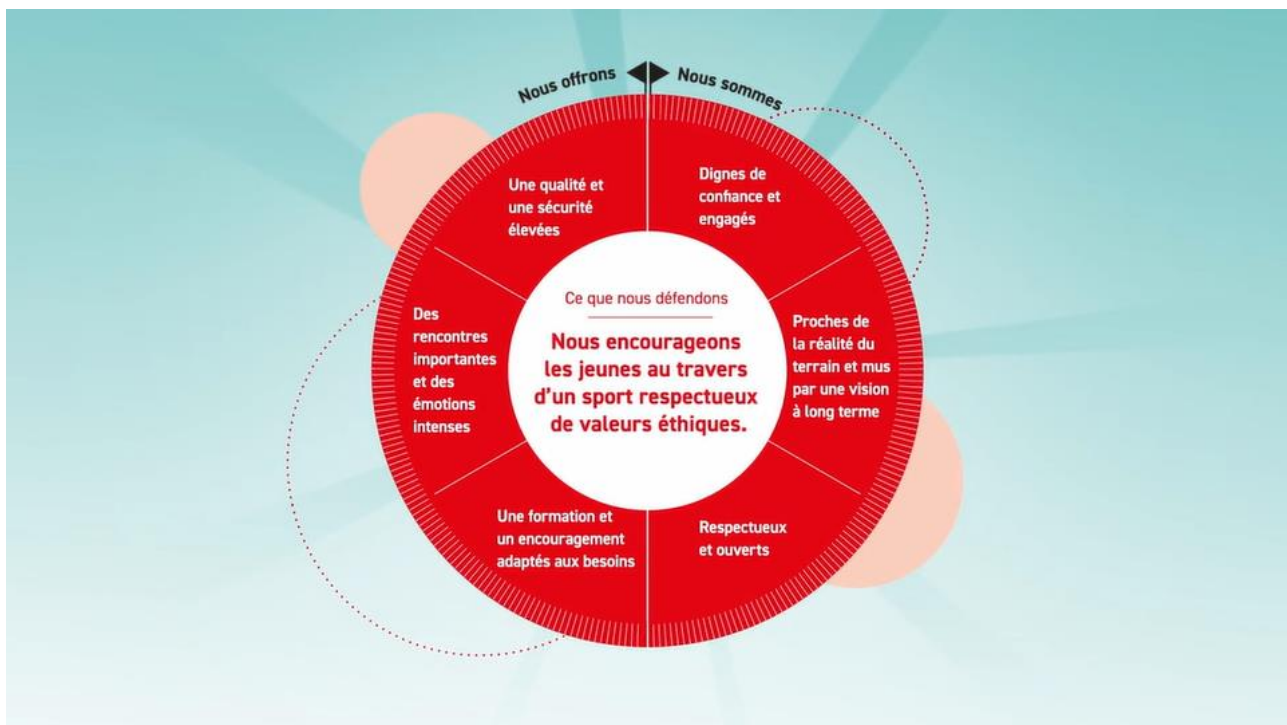 Nous offrons
Nous sommes
Une qualité et
une sécurité
élevées
Dignes de
confiance et
engagés
Des
rencontres
importantes
et des
émotions
intenses
Ce que nous défendons
Nous encourageons
les jeunes au travers
d'un sport respectueux
de valeurs éthiques.
Proches de
la réalité du
terrain et mus
par une vision
à long terme
Une formation et
un encouragement
adaptés aux besoins
Respectueux
et ouverts